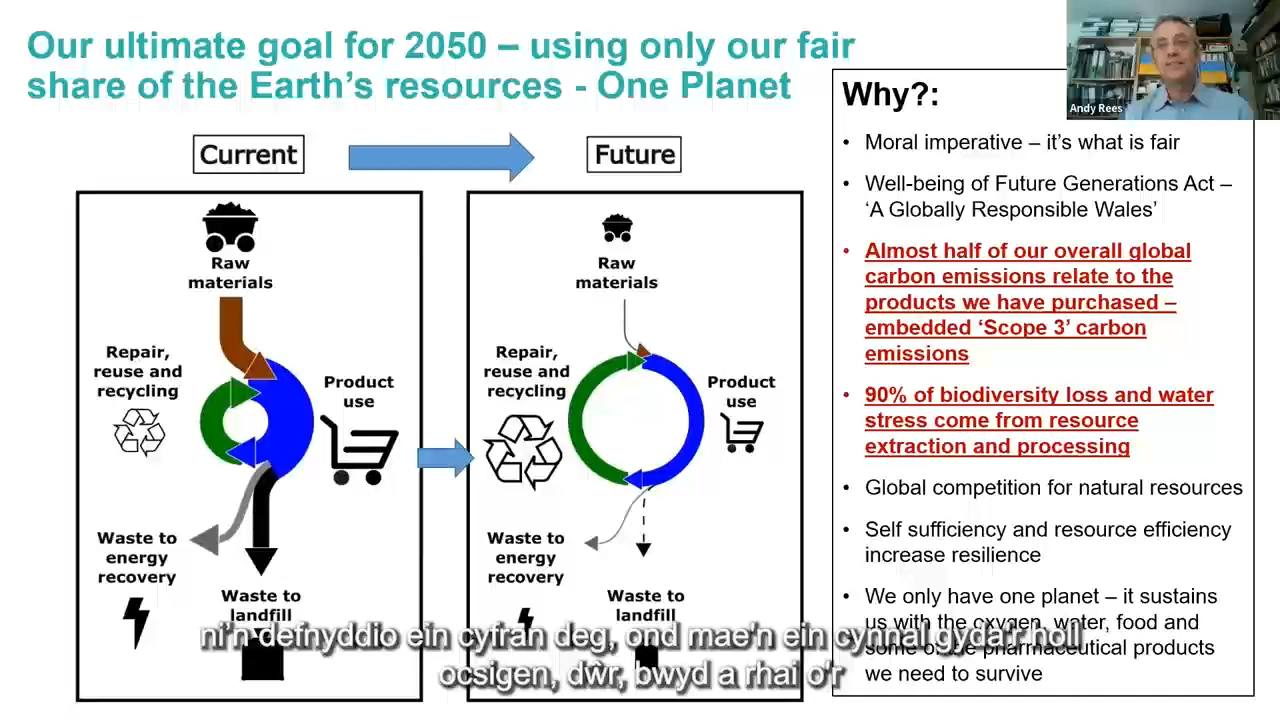 Our ultimate goal for 2050 – using only our fair
share of the Earth's resources - One Planet
Andy Rees
Current
Future
Raw
materials
Repair,
reuse and
recycling
Product
use
Waste to
energy
recovery
Waste to
landfill
Raw
materials
Repair,
reuse and
recycling
Product
use
Waste to
energy
recovery
Waste to
landfill
Why?:
• Moral imperative – it's what is fair
• Well-being of Future Generations Act –
'A Globally Responsible Wales'
• Almost half of our overall global
carbon emissions relate to the
products we have purchased –
embedded 'Scope 3' carbon
emissions
• 90% of biodiversity loss and water
stress come from resource
extraction and processing
• Global competition for natural resources
• Self sufficiency and resource efficiency
increase resilience
• We only have one planet – it sustains
us with the oxygen, water, food and
some of the pharmaceutical products
we need to survive
ni'n defnyddio ein cyfran deg, ond mae'n ein cynnal gyda'r holl
ocsigen, dŵr, bwyd a rhai o'r